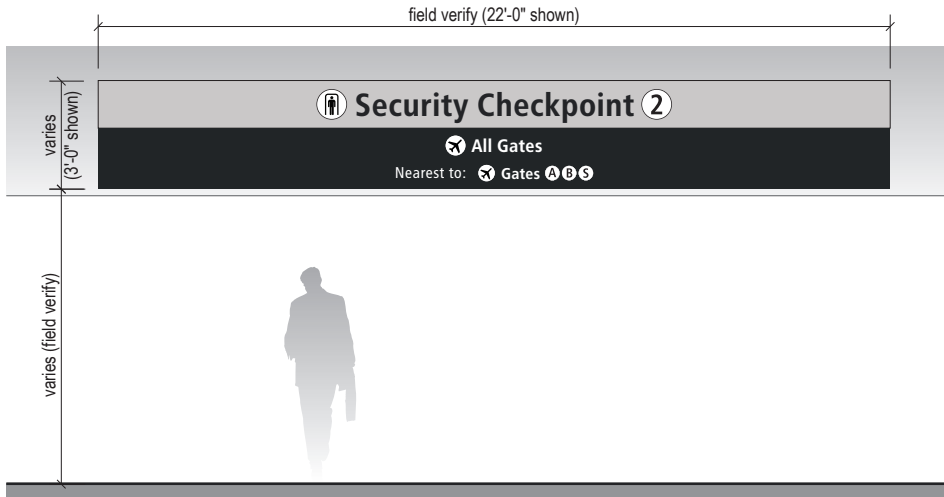 field verify (22'-0" shown)
varies
(3'-0" shown)
Security Checkpoint 2
All Gates
Nearest to: Gates A B S
varies (field verify)